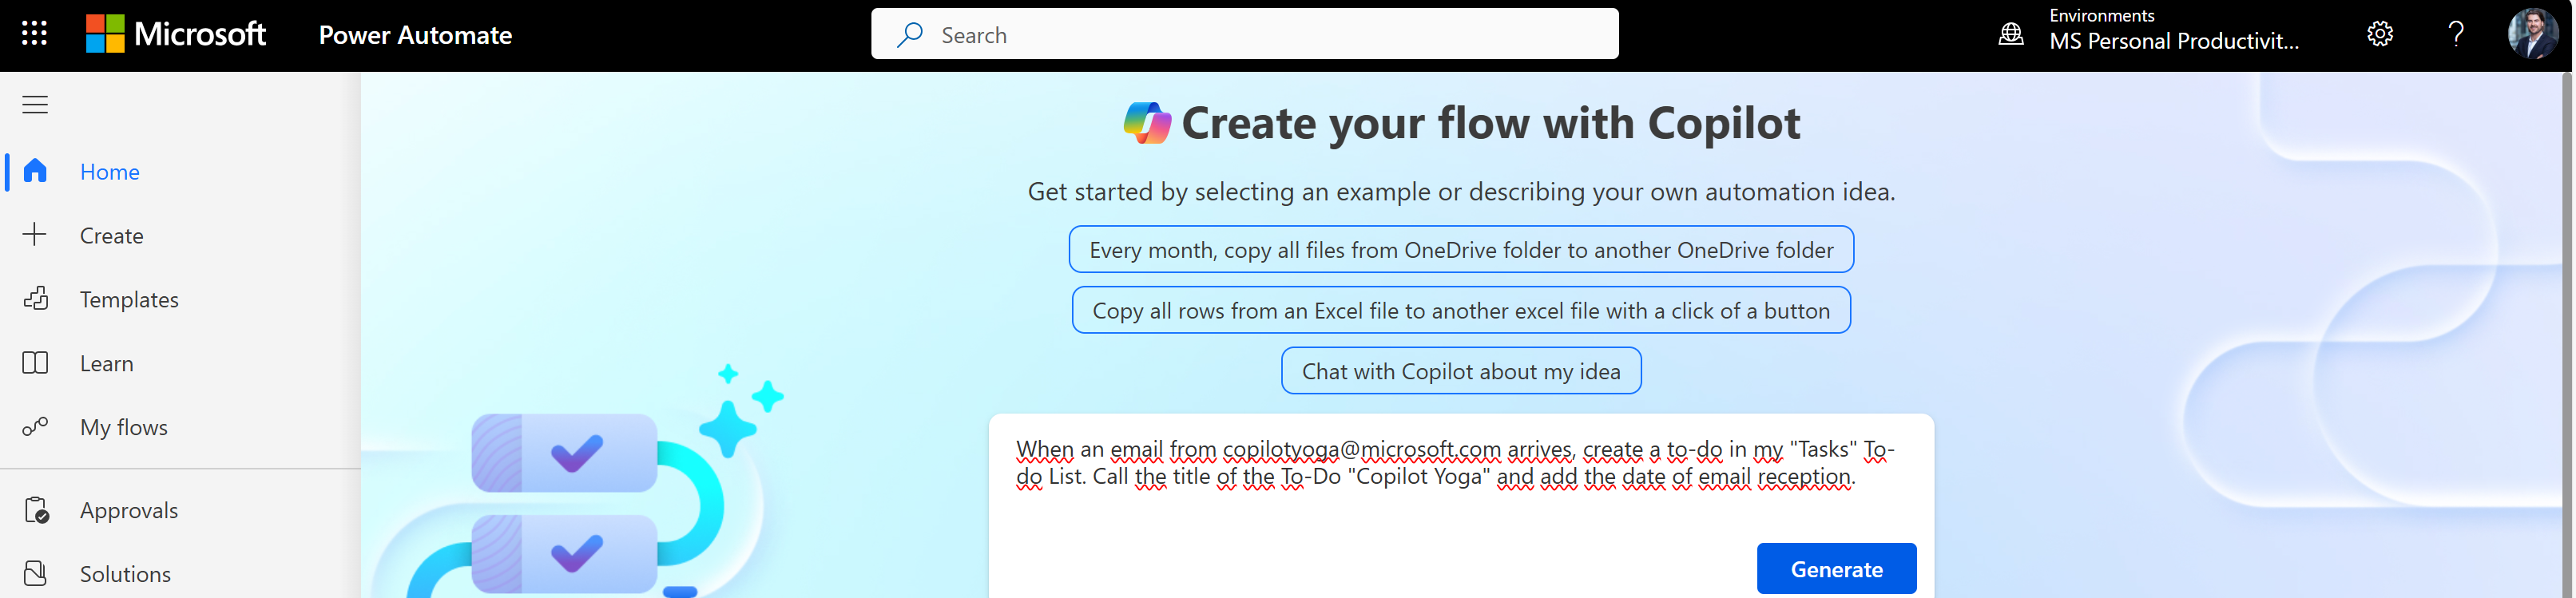 Microsoft
Power Automate
Search
Environments
MS Personal Productivit...
Home
Create
Templates
Learn
My flows
Approvals
Solutions
Create your flow with Copilot
Get started by selecting an example or describing your own automation idea.
Every month, copy all files from OneDrive folder to another OneDrive folder
Copy all rows from an Excel file to another excel file with a click of a button
Chat with Copilot about my idea
When an email from copilotyoga@microsoft.com arrives, create a to-do in my "Tasks" To-
do List. Call the title of the To-Do "Copilot Yoga" and add the date of email reception.
Generate